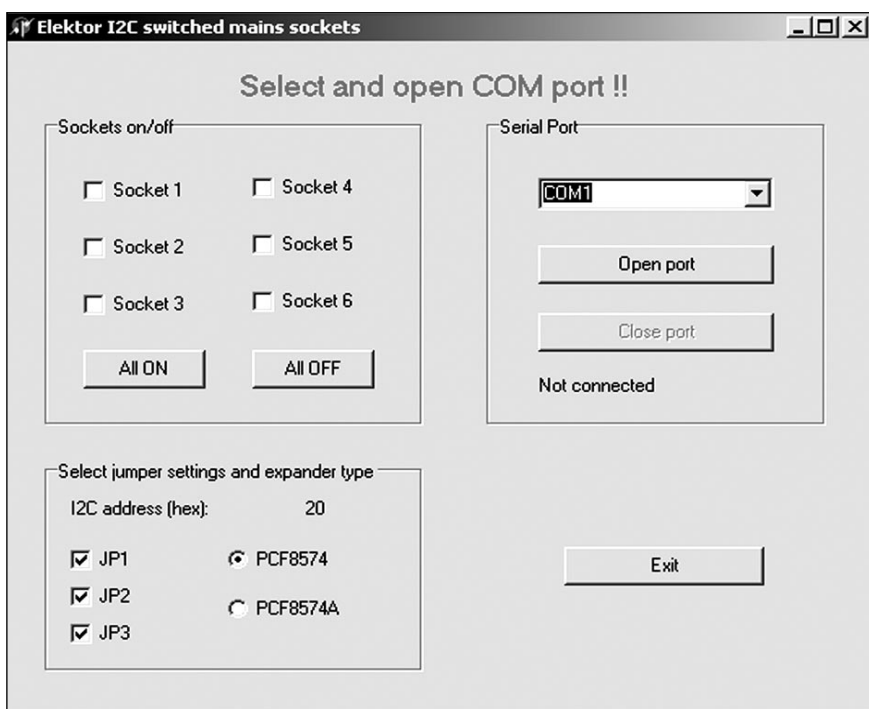 Elektor I2C switched mains sockets
Select and open COM port !!
Sockets on/off
Socket 1
Socket 4
Socket 2
Socket 5
Socket 3
Socket 6
All ON
All OFF
Serial Port
COM1
Open port
Close port
Not connected
Select jumper settings and expander type
I2C address (hex): 20
JP1
PCF8574
JP2
PCF8574A
JP3
Exit